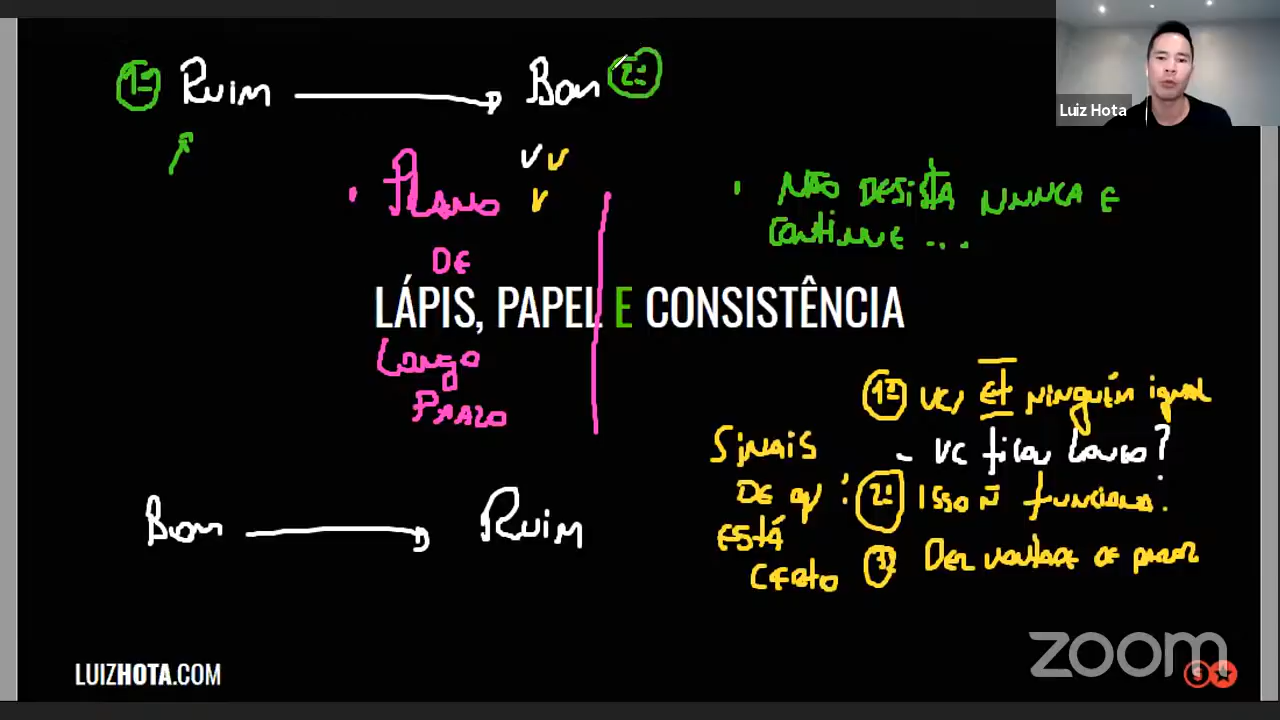 1º Ruim → Bom 2º
Luiz Hota
• PLANO
DE
• NÃO DESISTA NUNCA E
CONTINUE ...
LÁPIS, PAPEL E CONSISTÊNCIA
Longo
PRAZO
1º VC, É † NINGUÉM igual
SINAIS
- VC ficou Louco?
DE q :
2º ISSO Ñ FUNCIONA.
ESTÁ
CERTO
3º DER VONTADE DE PARAR
Bom → Ruim
zoom
LUIZHOTA.COM